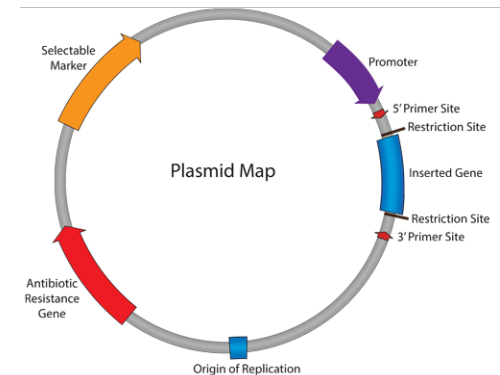 Selectable
Marker
Promoter
5' Primer Site
Restriction Site
Plasmid Map
Inserted Gene
Restriction Site
3' Primer Site
Antibiotic
Resistance
Gene
Origin of Replication